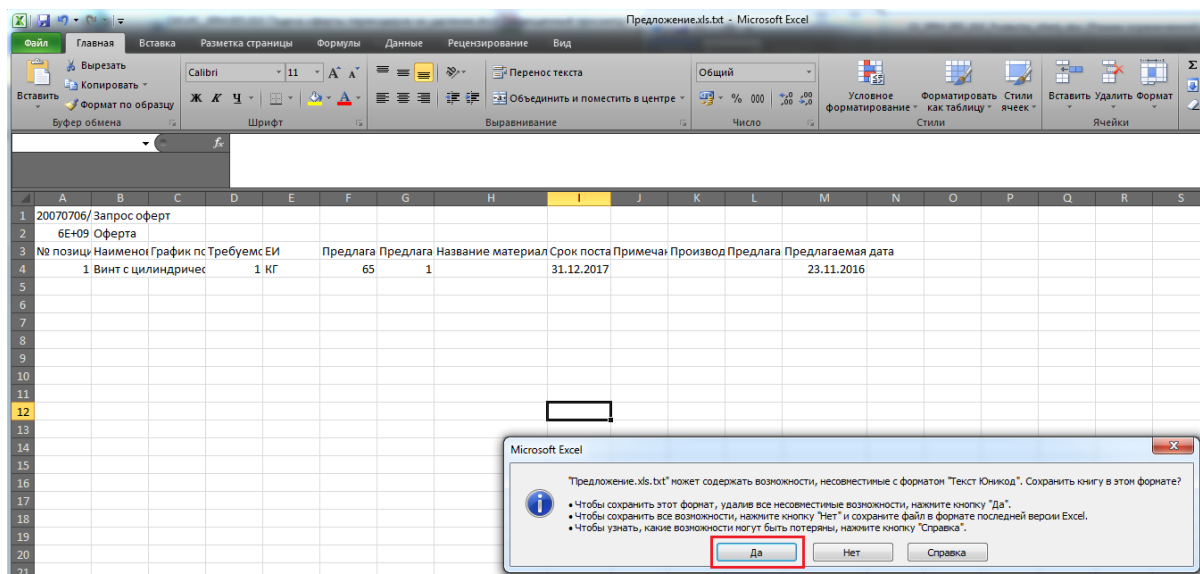 Предложение.xls.txt - Microsoft Excel
Файл Главная Вставка Разметка страницы Формулы Данные Рецензирование Вид
Вставить Вырезать Копировать Формат по образцу
Буфер обмена
Calibri 11 A A
Ж К Ч А
Шрифт
Перенос текста
Объединить и поместить в центре
Выравнивание
Общий
% 000
Число
Условное форматирование Форматировать как таблицу Стили ячеек
Стили
Вставить Удалить Формат
Ячейки
Σ
fx
A B C D E F G H I J K L M N O P Q R S
1 20070706/ Запрос оферт
2 6E+09 Оферта
3 № позици Наименов График по Требуемо ЕИ Предлага Предлага Название материал Срок поста Примечан Производ Предлага Предлагаемая дата
4 1 Винт с цилиндричес 1 КГ 65 1 31.12.2017 23.11.2016
5
6
7
8
9
10
11
12
13
14
15
16
17
18
19
20
21
Microsoft Excel
"Предложение.xls.txt" может содержать возможности, несовместимые с форматом "Текст Юникод". Сохранить книгу в этом формате?
• Чтобы сохранить этот формат, удалив все несовместимые возможности, нажмите кнопку "Да".
• Чтобы сохранить все возможности, нажмите кнопку "Нет" и сохраните файл в формате последней версии Excel.
• Чтобы узнать, какие возможности могут быть потеряны, нажмите кнопку "Справка".
Да Нет Справка